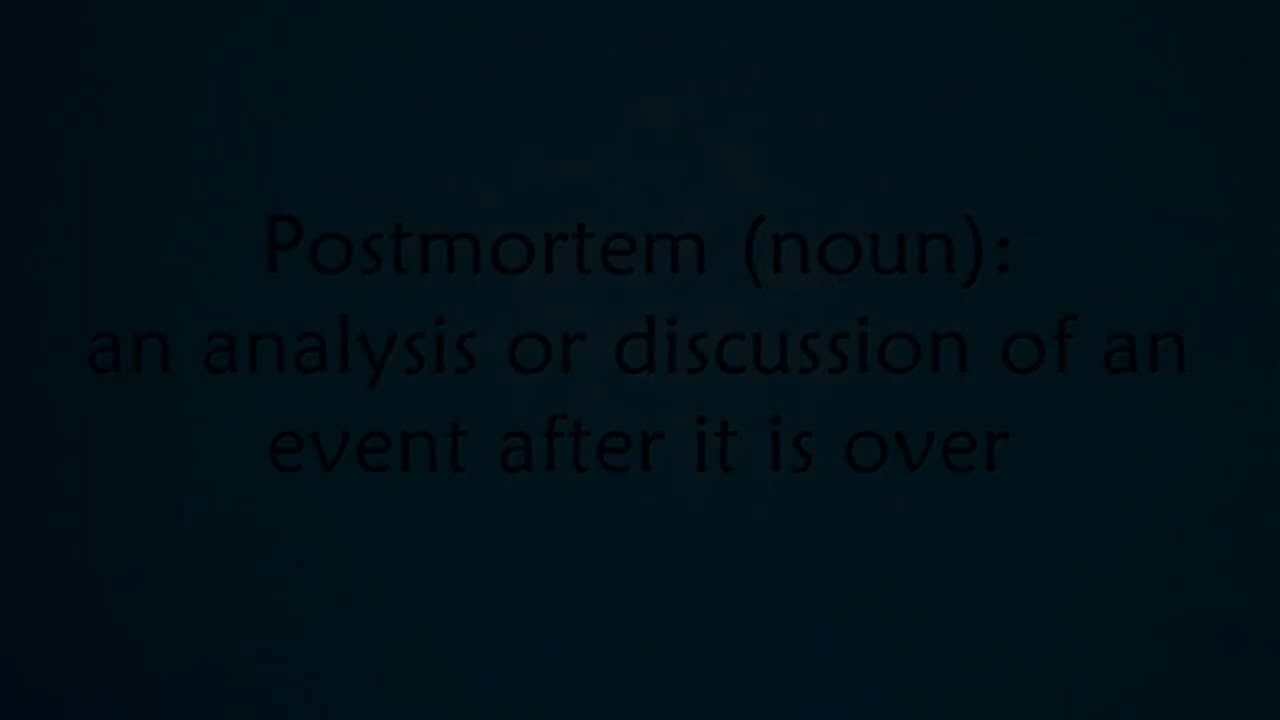 Postmortem (noun):
an analysis or discussion of an
event after it is over